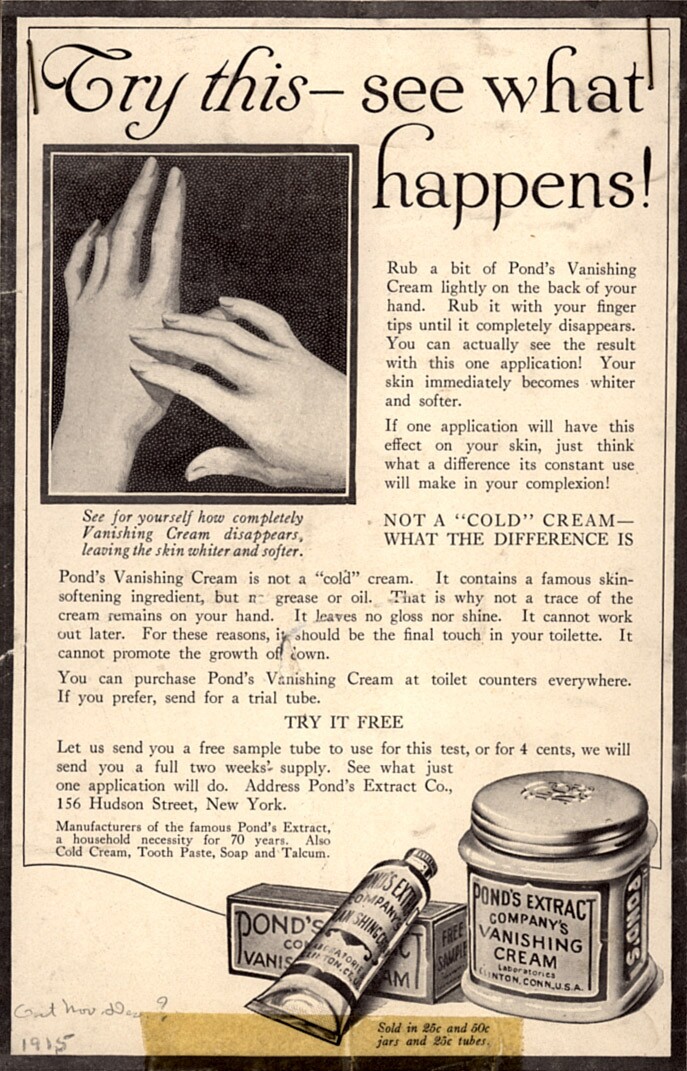 Try this – see what
happens!
Rub a bit of Pond's Vanishing
Cream lightly on the back of your
hand. Rub it with your finger
tips until it completely disappears.
You can actually see the result
with this one application! Your
skin immediately becomes whiter
and softer.
If one application will have this
effect on your skin, just think
what a difference its constant use
will make in your complexion!
See for yourself how completely
Vanishing Cream disappears,
leaving the skin whiter and softer.
NOT A "COLD" CREAM—
WHAT THE DIFFERENCE IS
Pond's Vanishing Cream is not a "cold" cream. It contains a famous skin-
softening ingredient, but grease or oil. That is why not a trace of the
cream remains on your hand. It leaves no gloss nor shine. It cannot work
out later. For these reasons, it should be the final touch in your toilette. It
cannot promote the growth of down.
You can purchase Pond's Vanishing Cream at toilet counters everywhere.
If you prefer, send for a trial tube.
TRY IT FREE
Let us send you a free sample tube to use for this test, or for 4 cents, we will
send you a full two weeks' supply. See what just
one application will do. Address Pond's Extract Co.,
156 Hudson Street, New York.
Manufacturers of the famous Pond's Extract,
a household necessity for 70 years. Also
Cold Cream, Tooth Paste, Soap and Talcum.
POND'S EXTRACT
COMPANY'S
VANISHING
CREAM
Laboratories
CLINTON, CONN., U.S.A.
POND'S
POND'S EXT
COMPANY'S
VANISHING
LABORATORIE
CLINTON, C
POND'S CT
CO
VANIS AM
FREE
SAMPLE
Sold in 25c and 50c
jars and 25c tubes.
Nov
1915